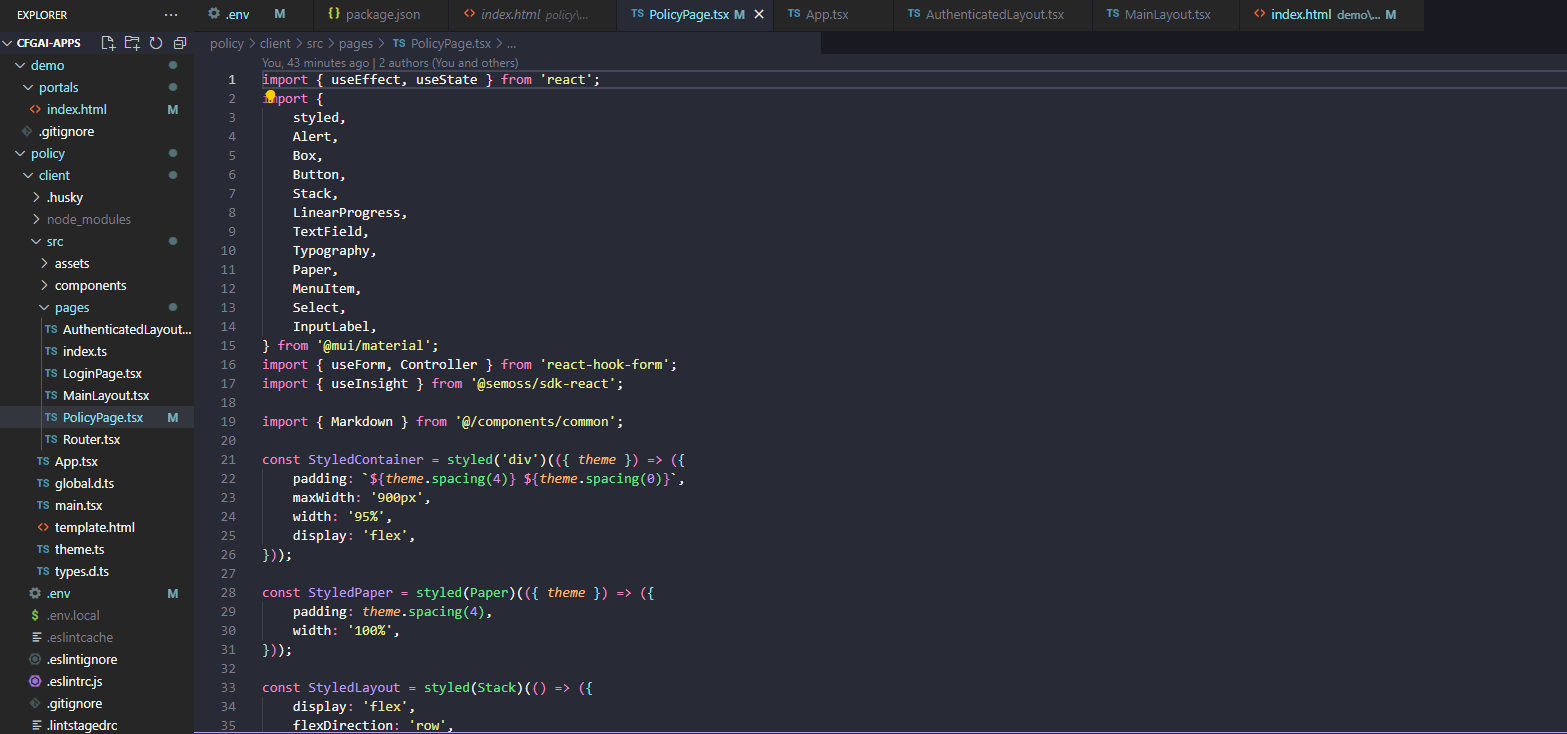 EXPLORER ...
CFGAI-APPS
demo
portals
<> index.html M
.gitignore
policy
client
.husky
node_modules
src
assets
components
pages
TS AuthenticatedLayout...
TS index.ts
TS LoginPage.tsx
TS MainLayout.tsx
TS PolicyPage.tsx M
TS Router.tsx
TS App.tsx
TS global.d.ts
TS main.tsx
<> template.html
TS theme.ts
TS types.d.ts
.env M
$ .env.local
.eslintcache
.eslintignore
.eslintrc.js
.gitignore
.lintstagedrc
.env M
{} package.json
<> index.html policy\...
TS PolicyPage.tsx M
TS App.tsx
TS AuthenticatedLayout.tsx
TS MainLayout.tsx
<> index.html demo\... M
policy > client > src > pages > TS PolicyPage.tsx > ...
You, 43 minutes ago | 2 authors (You and others)
1 import { useEffect, useState } from 'react';
2 import {
3 styled,
4 Alert,
5 Box,
6 Button,
7 Stack,
8 LinearProgress,
9 TextField,
10 Typography,
11 Paper,
12 MenuItem,
13 Select,
14 InputLabel,
15 } from '@mui/material';
16 import { useForm, Controller } from 'react-hook-form';
17 import { useInsight } from '@semoss/sdk-react';
18
19 import { Markdown } from '@/components/common';
20
21 const StyledContainer = styled('div')(({ theme }) => ({
22 padding: `${theme.spacing(4)} ${theme.spacing(0)}`,
23 maxWidth: '900px',
24 width: '95%',
25 display: 'flex',
26 }));
27
28 const StyledPaper = styled(Paper)(({ theme }) => ({
29 padding: theme.spacing(4),
30 width: '100%',
31 }));
32
33 const StyledLayout = styled(Stack)(() => ({
34 display: 'flex',
35 flexDirection: 'row',